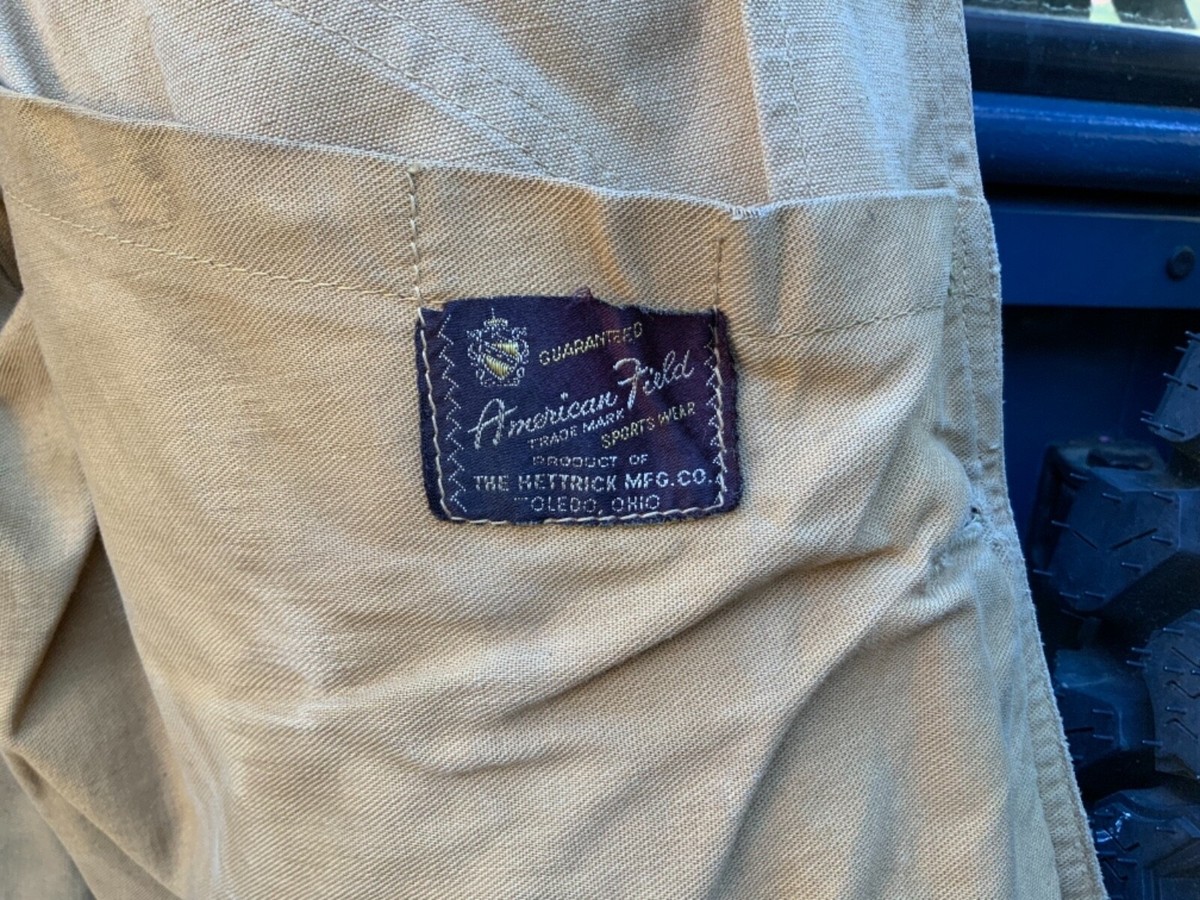 GUARANTEED
American Field
TRADE MARK
SPORTS WEAR
PRODUCT OF
THE HETTRICK MFG.CO.
TOLEDO, OHIO